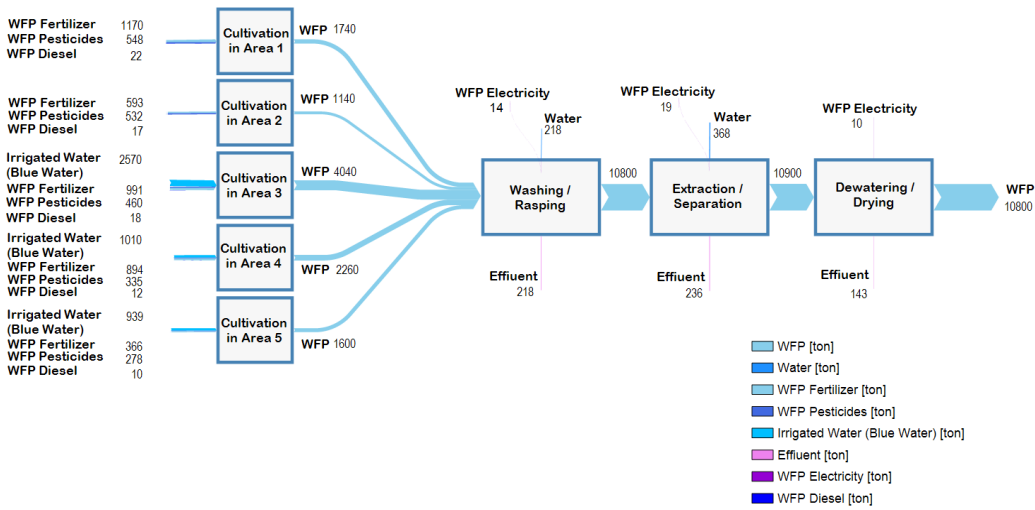 WFP Fertilizer 1170
WFP Pesticides 548
WFP Diesel 22
Cultivation
in Area 1
WFP 1740
WFP Fertilizer 593
WFP Pesticides 532
WFP Diesel 17
Cultivation
in Area 2
WFP 1140
Irrigated Water 2570
(Blue Water)
WFP Fertilizer 991
WFP Pesticides 460
WFP Diesel 18
Cultivation
in Area 3
WFP 4040
Irrigated Water 1010
(Blue Water)
WFP Fertilizer 894
WFP Pesticides 335
WFP Diesel 12
Cultivation
in Area 4
WFP 2260
Irrigated Water 939
(Blue Water)
WFP Fertilizer 366
WFP Pesticides 278
WFP Diesel 10
Cultivation
in Area 5
WFP 1600
WFP Electricity
14
Water
218
Washing /
Rasping
Effiuent
218
10800
WFP Electricity
19
Water
368
Extraction /
Separation
Effiuent
236
10900
WFP Electricity
10
Dewatering /
Drying
Effiuent
143
WFP
10800
WFP [ton]
Water [ton]
WFP Fertilizer [ton]
WFP Pesticides [ton]
Irrigated Water (Blue Water) [ton]
Effiuent [ton]
WFP Electricity [ton]
WFP Diesel [ton]